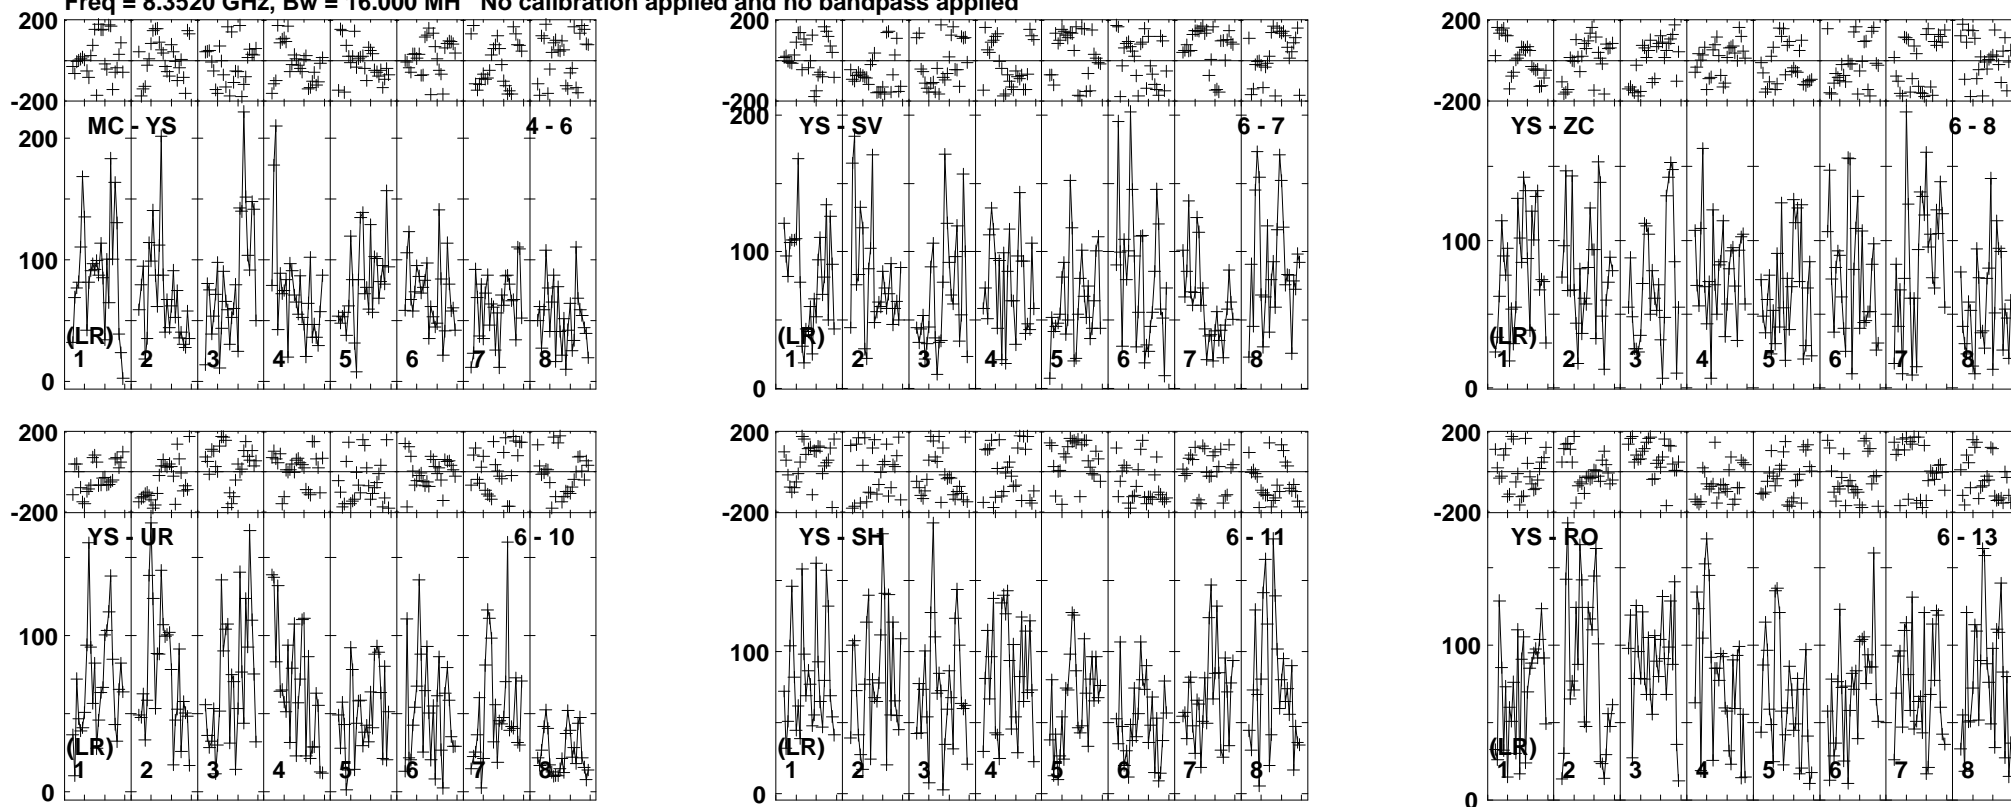 Freq = 8.3520 GHz, Bw = 16.000 MH No calibration applied and no bandpass applied
200
-200
MC - YS 4 - 6
200
100
0
(LR)
1 2 3 4 5 6 7 8
200
-200
YS - SV 6 - 7
200
100
0
(LR)
1 2 3 4 5 6 7 8
200
-200
YS - ZC 6 - 8
100
0
(LR)
1 2 3 4 5 6 7 8
200
-200
YS - UR 6 - 10
100
0
(LR)
1 2 3 4 5 6 7 8
200
-200
YS - SH 6 - 11
100
0
(LR)
1 2 3 4 5 6 7 8
200
-200
YS - RO 6 - 13
100
0
(LR)
1 2 3 4 5 6 7 8